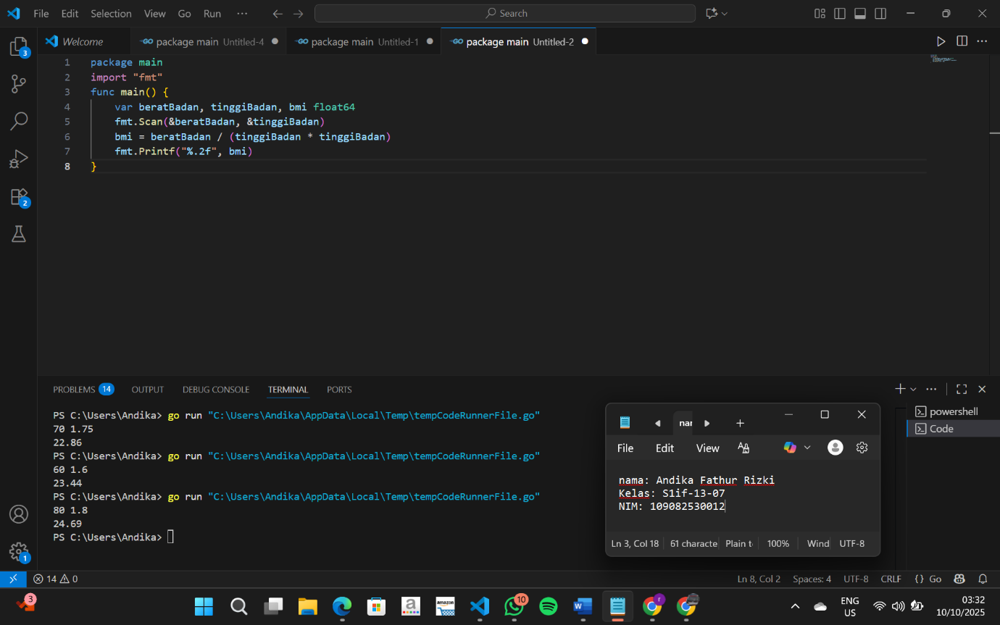 File Edit Selection View Go Run ··· Search
Welcome package main Untitled-4 package main Untitled-1 package main Untitled-2
1 package main
2 import "fmt"
3 func main() {
4 var beratBadan, tinggiBadan, bmi float64
5 fmt.Scan(&beratBadan, &tinggiBadan)
6 bmi = beratBadan / (tinggiBadan * tinggiBadan)
7 fmt.Printf("%.2f", bmi)
8 }
3
2
1
PROBLEMS 14 OUTPUT DEBUG CONSOLE TERMINAL PORTS
PS C:\Users\Andika> go run "C:\Users\Andika\AppData\Local\Temp\tempCodeRunnerFile.go"
70 1.75
22.86
PS C:\Users\Andika> go run "C:\Users\Andika\AppData\Local\Temp\tempCodeRunnerFile.go"
60 1.6
23.44
PS C:\Users\Andika> go run "C:\Users\Andika\AppData\Local\Temp\tempCodeRunnerFile.go"
80 1.8
24.69
PS C:\Users\Andika>
powershell
Code
nar
File Edit View
nama: Andika Fathur Rizki
Kelas: S1if-13-07
NIM: 109082530012
Ln 3, Col 18 61 characte Plain t Wind 100% UTF-8
14 0 Ln 8, Col 2 Spaces: 4 UTF-8 CRLF {} Go
3 a amazon 10 r ENG US 03:32
10/10/2025